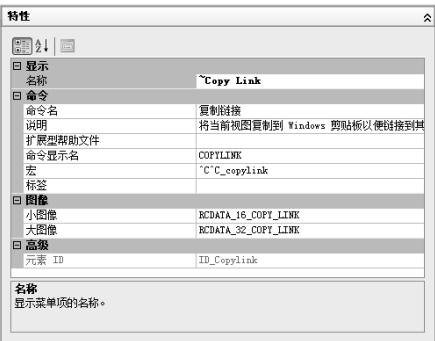 特性
显示
名称 ~Copy Link
命令
命令名 复制链接
说明 将当前视图复制到 Windows 剪贴板以便链接到其
扩展型帮助文件
命令显示名 COPYLINK
宏 ^C^C_copylink
标签
图像
小图像 RCDATA_16_COPY_LINK
大图像 RCDATA_32_COPY_LINK
高级
元素 ID ID_Copylink
名称
显示菜单项的名称。